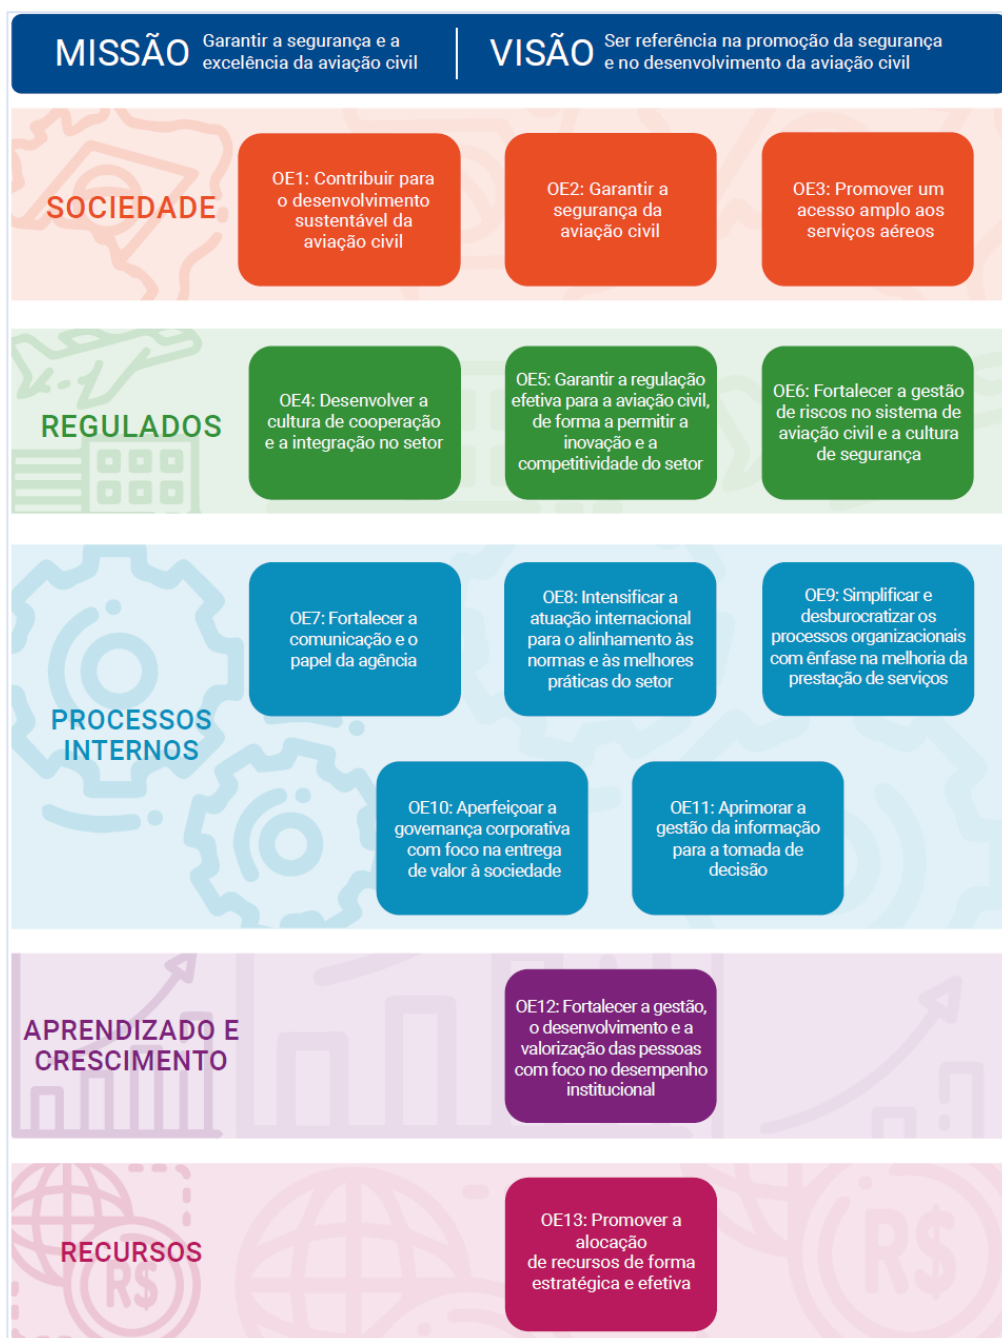 MISSÃO
Garantir a segurança e a
excelência da aviação civil
VISÃO
Ser referência na promoção da segurança
e no desenvolvimento da aviação civil
SOCIEDADE
OE1: Contribuir para
o desenvolvimento
sustentável da
aviação civil
OE2: Garantir a
segurança da
aviação civil
OE3: Promover um
acesso amplo aos
serviços aéreos
REGULADOS
OE4: Desenvolver a
cultura de cooperação
e a integração no setor
OE5: Garantir a regulação
efetiva para a aviação civil,
de forma a permitir a
inovação e a
competitividade do setor
OE6: Fortalecer a gestão
de riscos no sistema de
aviação civil e a cultura
de segurança
PROCESSOS
INTERNOS
OE7: Fortalecer a
comunicação e o
papel da agência
OE8: Intensificar a
atuação internacional
para o alinhamento às
normas e às melhores
práticas do setor
OE9: Simplificar e
desburocratizar os
processos organizacionais
com ênfase na melhoria da
prestação de serviços
OE10: Aperfeiçoar a
governança corporativa
com foco na entrega
de valor à sociedade
OE11: Aprimorar a
gestão da informação
para a tomada de
decisão
APRENDIZADO E
CRESCIMENTO
OE12: Fortalecer a gestão,
o desenvolvimento e a
valorização das pessoas
com foco no desempenho
institucional
RECURSOS
R$
OE13: Promover a
alocação
de recursos de forma
estratégica e efetiva
R$